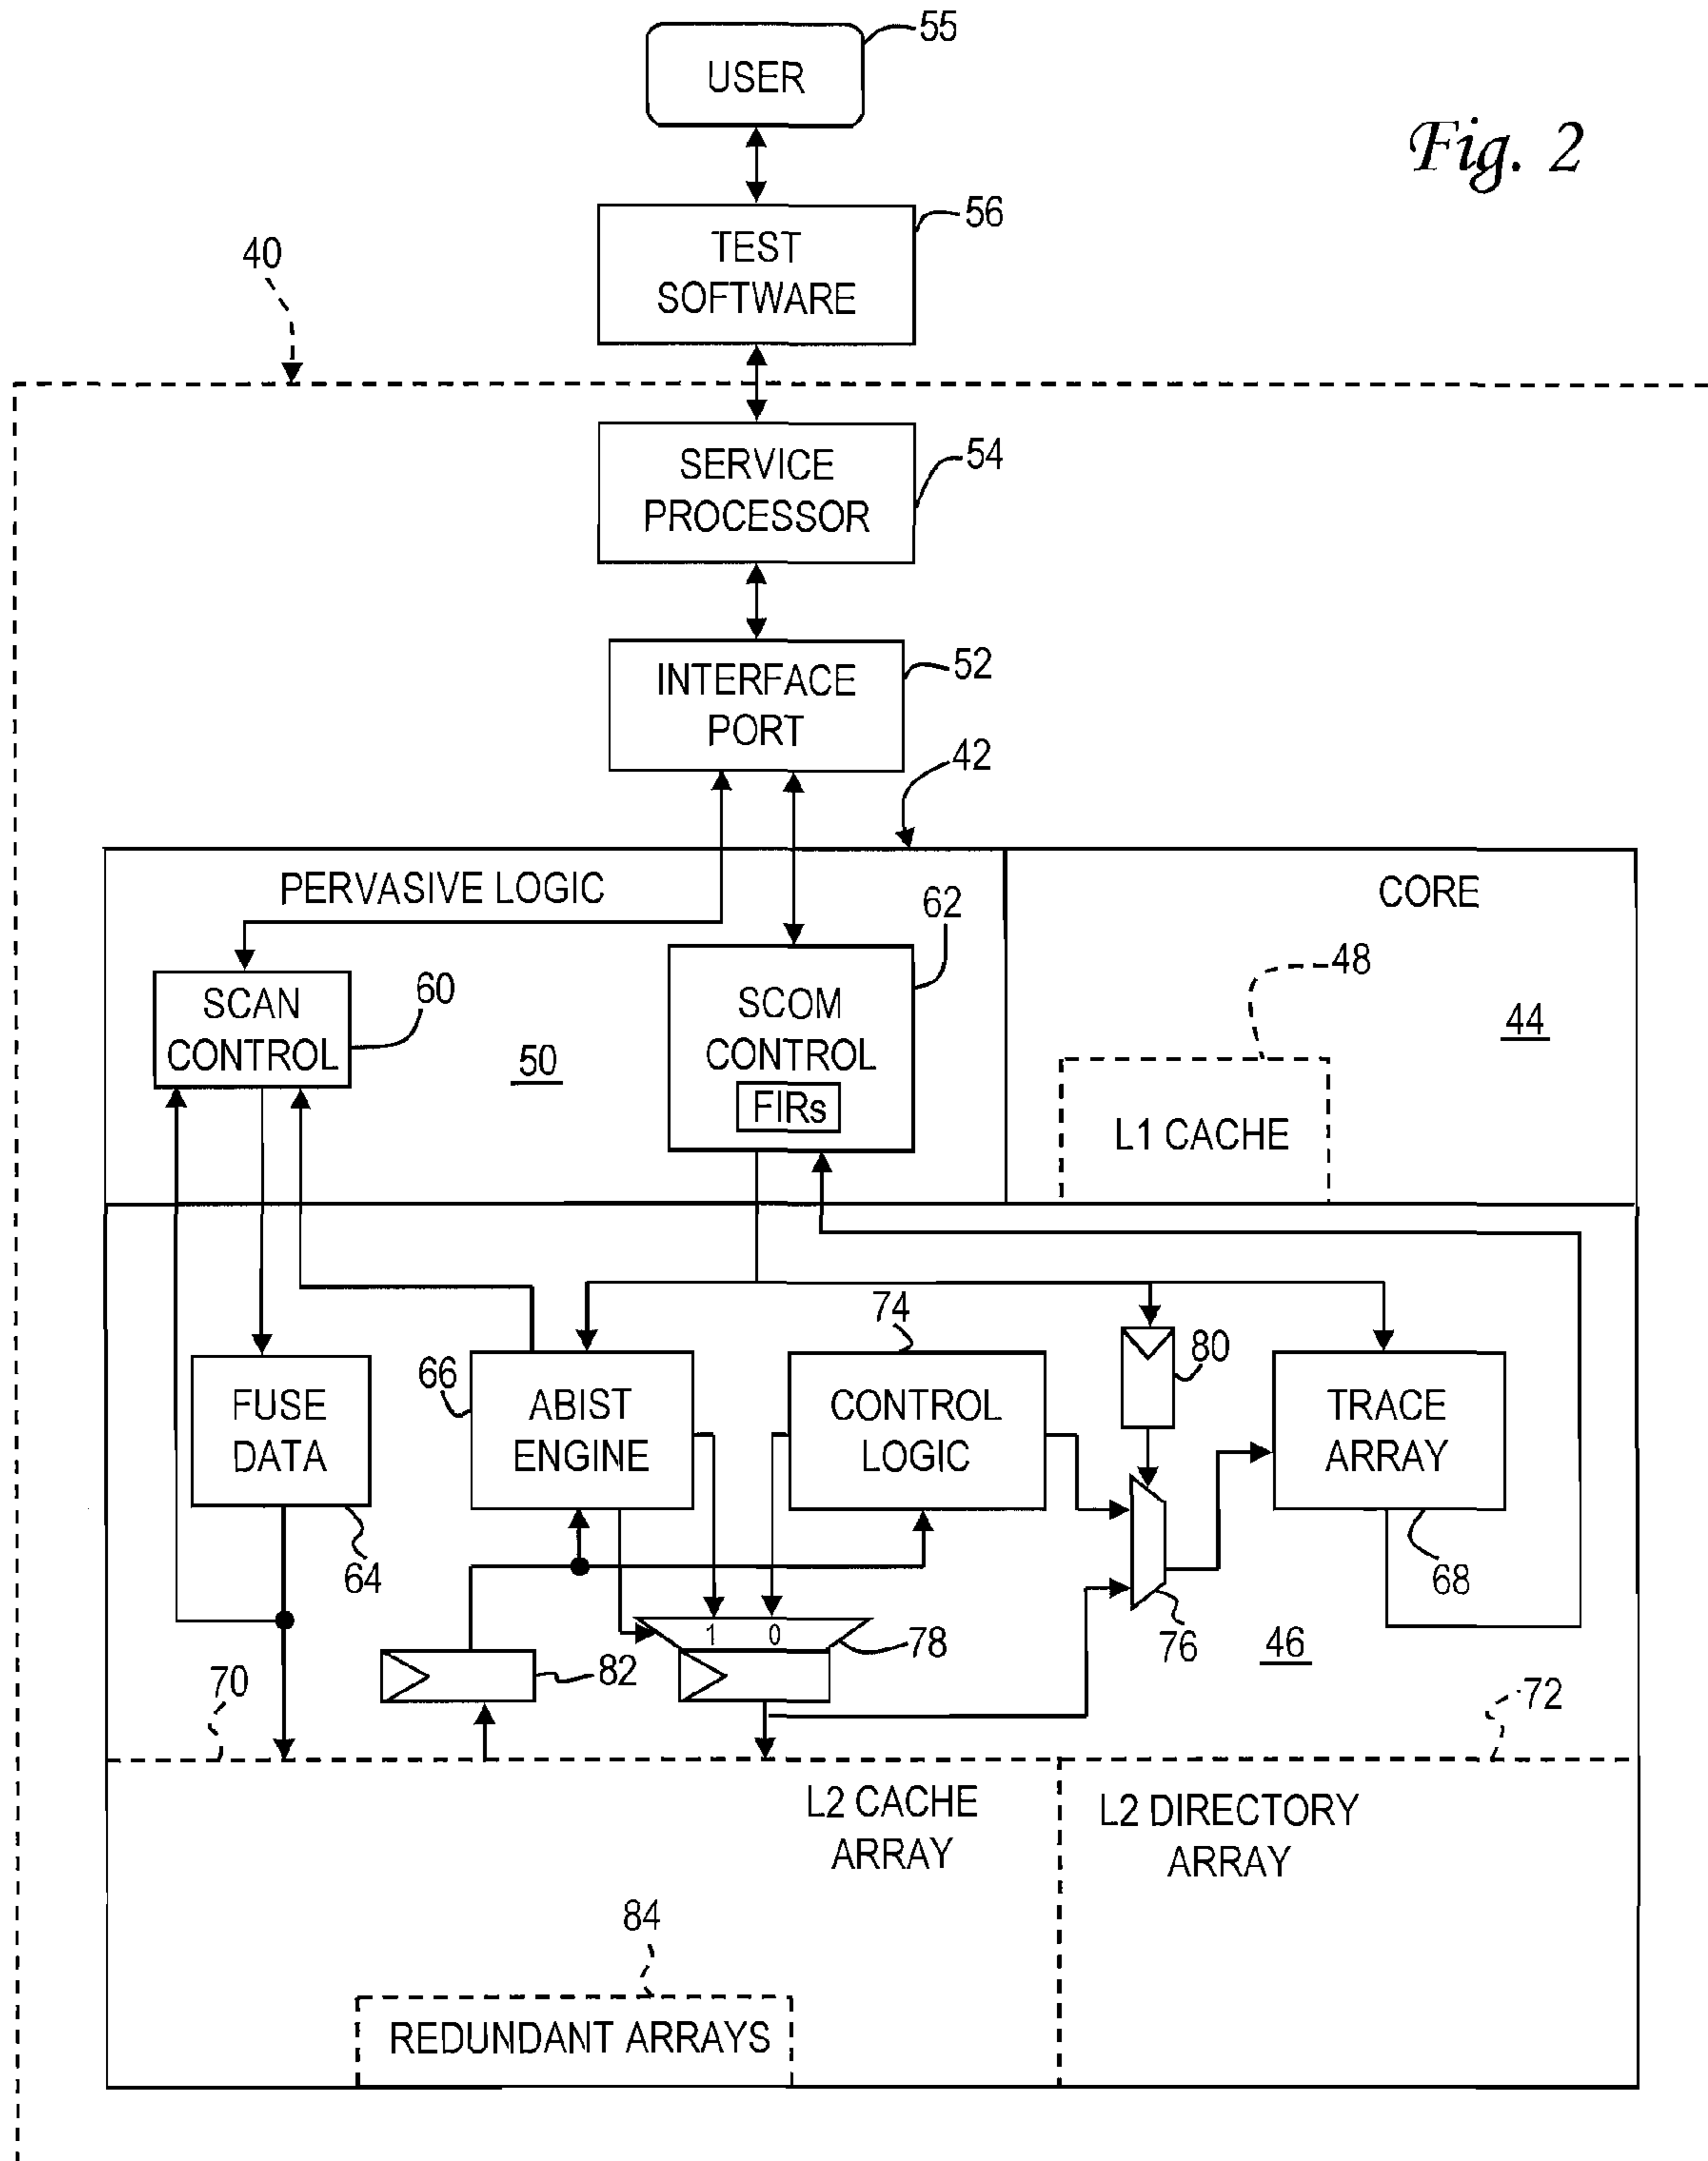 55
USER
Fig. 2
56
TEST
SOFTWARE
40
54
SERVICE
PROCESSOR
52
INTERFACE
PORT
42
PERVASIVE LOGIC
62
CORE
48
SCAN
CONTROL
60
50
SCOM
CONTROL
FIRs
44
L1 CACHE
74
80
66
FUSE
DATA
ABIST
ENGINE
CONTROL
LOGIC
TRACE
ARRAY
64
68
1 0
78
76
46
82
70
72
L2 CACHE
ARRAY
L2 DIRECTORY
ARRAY
84
REDUNDANT ARRAYS